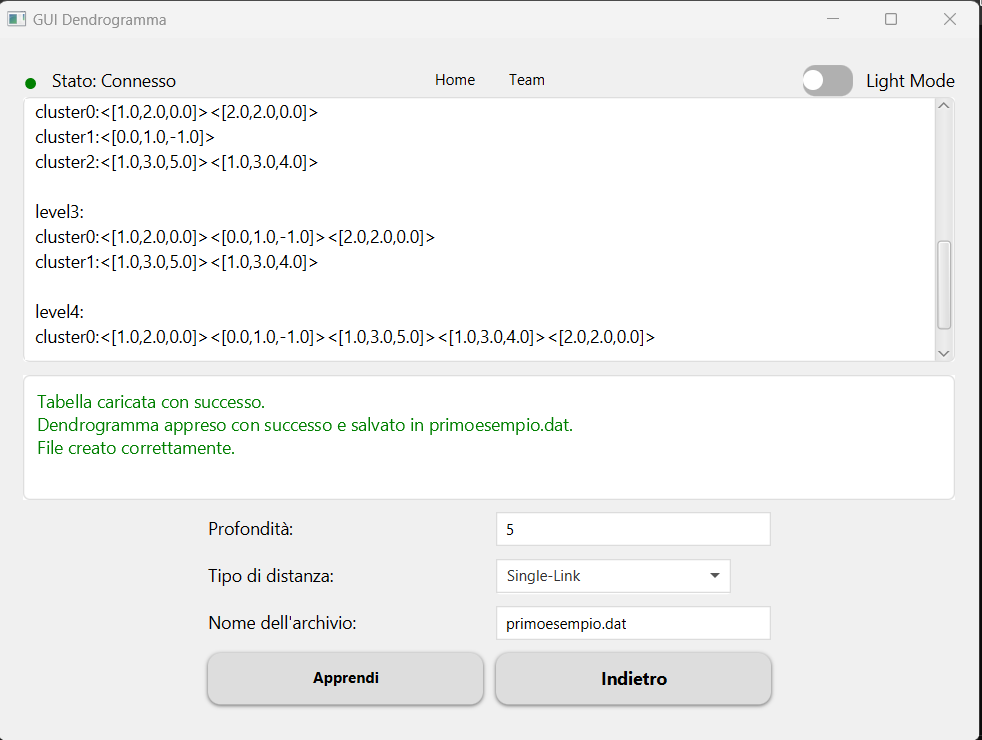 GUI Dendrogramma
Stato: Connesso
Home
Team
Light Mode
cluster0:<[1.0,2.0,0.0]><[2.0,2.0,0.0]>
cluster1:<[0.0,1.0,-1.0]>
cluster2:<[1.0,3.0,5.0]><[1.0,3.0,4.0]>
level3:
cluster0:<[1.0,2.0,0.0]><[0.0,1.0,-1.0]><[2.0,2.0,0.0]>
cluster1:<[1.0,3.0,5.0]><[1.0,3.0,4.0]>
level4:
cluster0:<[1.0,2.0,0.0]><[0.0,1.0,-1.0]><[1.0,3.0,5.0]><[1.0,3.0,4.0]><[2.0,2.0,0.0]>
Tabella caricata con successo.
Dendrogramma appreso con successo e salvato in primoesempio.dat.
File creato correttamente.
Profondità:
5
Tipo di distanza:
Single-Link
Nome dell'archivio:
primoesempio.dat
Apprendi
Indietro